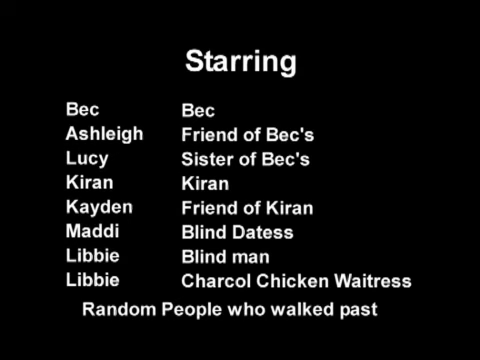 Starring
Bec Bec
Ashleigh Friend of Bec's
Lucy Sister of Bec's
Kiran Kiran
Kayden Friend of Kiran
Maddi Blind Datess
Libbie Blind man
Libbie Charcol Chicken Waitress
Random People who walked past